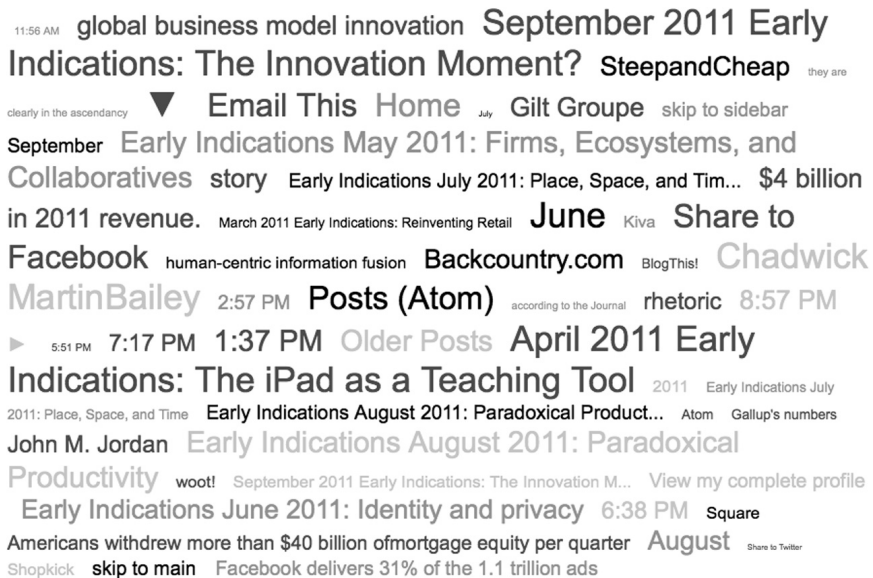 11:56 AM global business model innovation September 2011 Early
Indications: The Innovation Moment? SteepandCheap they are
clearly in the ascendancy ▼ Email This Home July Gilt Groupe skip to sidebar
September Early Indications May 2011: Firms, Ecosystems, and
Collaboratives story Early Indications July 2011: Place, Space, and Tim... $4 billion
in 2011 revenue. March 2011 Early Indications: Reinventing Retail June Kiva Share to
Facebook human-centric information fusion Backcountry.com BlogThis! Chadwick
MartinBailey 2:57 PM Posts (Atom) according to the Journal rhetoric 8:57 PM
► 5:51 PM 7:17 PM 1:37 PM Older Posts April 2011 Early
Indications: The iPad as a Teaching Tool 2011 Early Indications July
2011: Place, Space, and Time Early Indications August 2011: Paradoxical Product... Atom Gallup's numbers
John M. Jordan Early Indications August 2011: Paradoxical
Productivity woot! September 2011 Early Indications: The Innovation M... View my complete profile
Early Indications June 2011: Identity and privacy 6:38 PM Square
Americans withdrew more than $40 billion ofmortgage equity per quarter August Share to Twitter
Shopkick skip to main Facebook delivers 31% of the 1.1 trillion ads